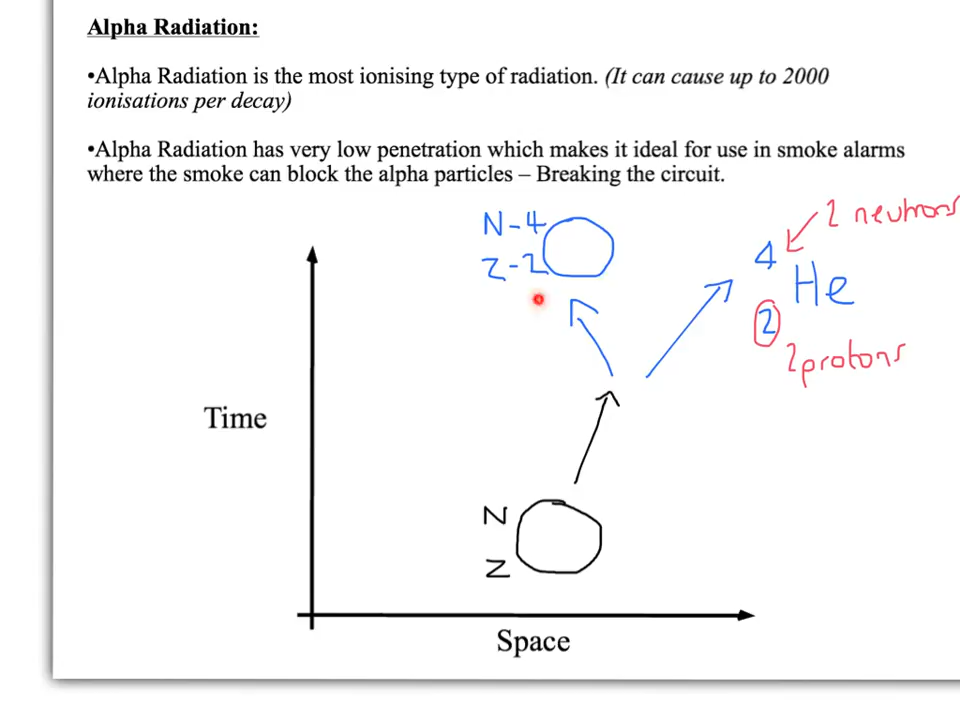 Alpha Radiation:
•Alpha Radiation is the most ionising type of radiation. (It can cause up to 2000
ionisations per decay)
•Alpha Radiation has very low penetration which makes it ideal for use in smoke alarms
where the smoke can block the alpha particles – Breaking the circuit.
N-4
Z-2
2 neutrons
4
He
2
2 protons
Time
N
Z
Space